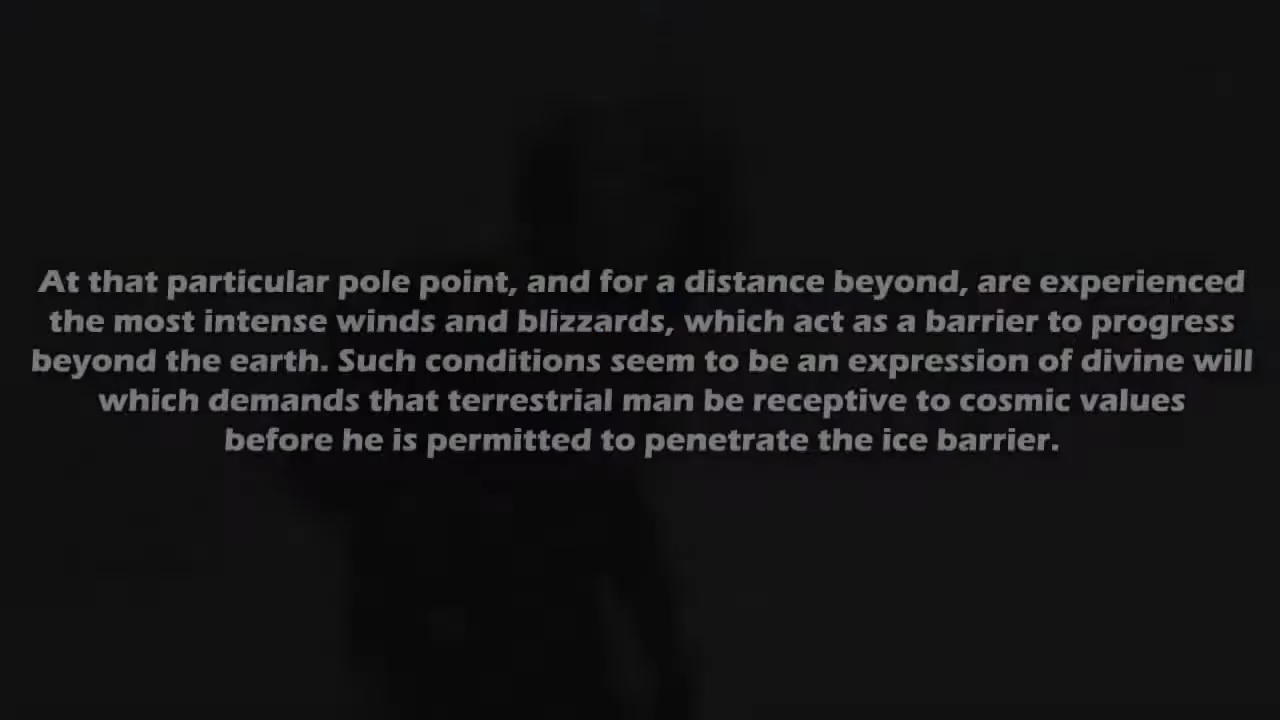 At that particular pole point, and for a distance beyond, are experienced
the most intense winds and blizzards, which act as a barrier to progress
beyond the earth. Such conditions seem to be an expression of divine will
which demands that terrestrial man be receptive to cosmic values
before he is permitted to penetrate the ice barrier.